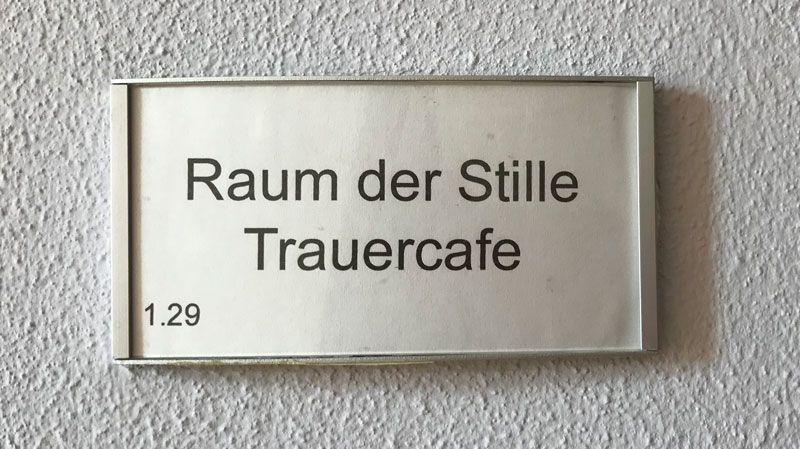 Raum der Stille
Trauercafe
1.29